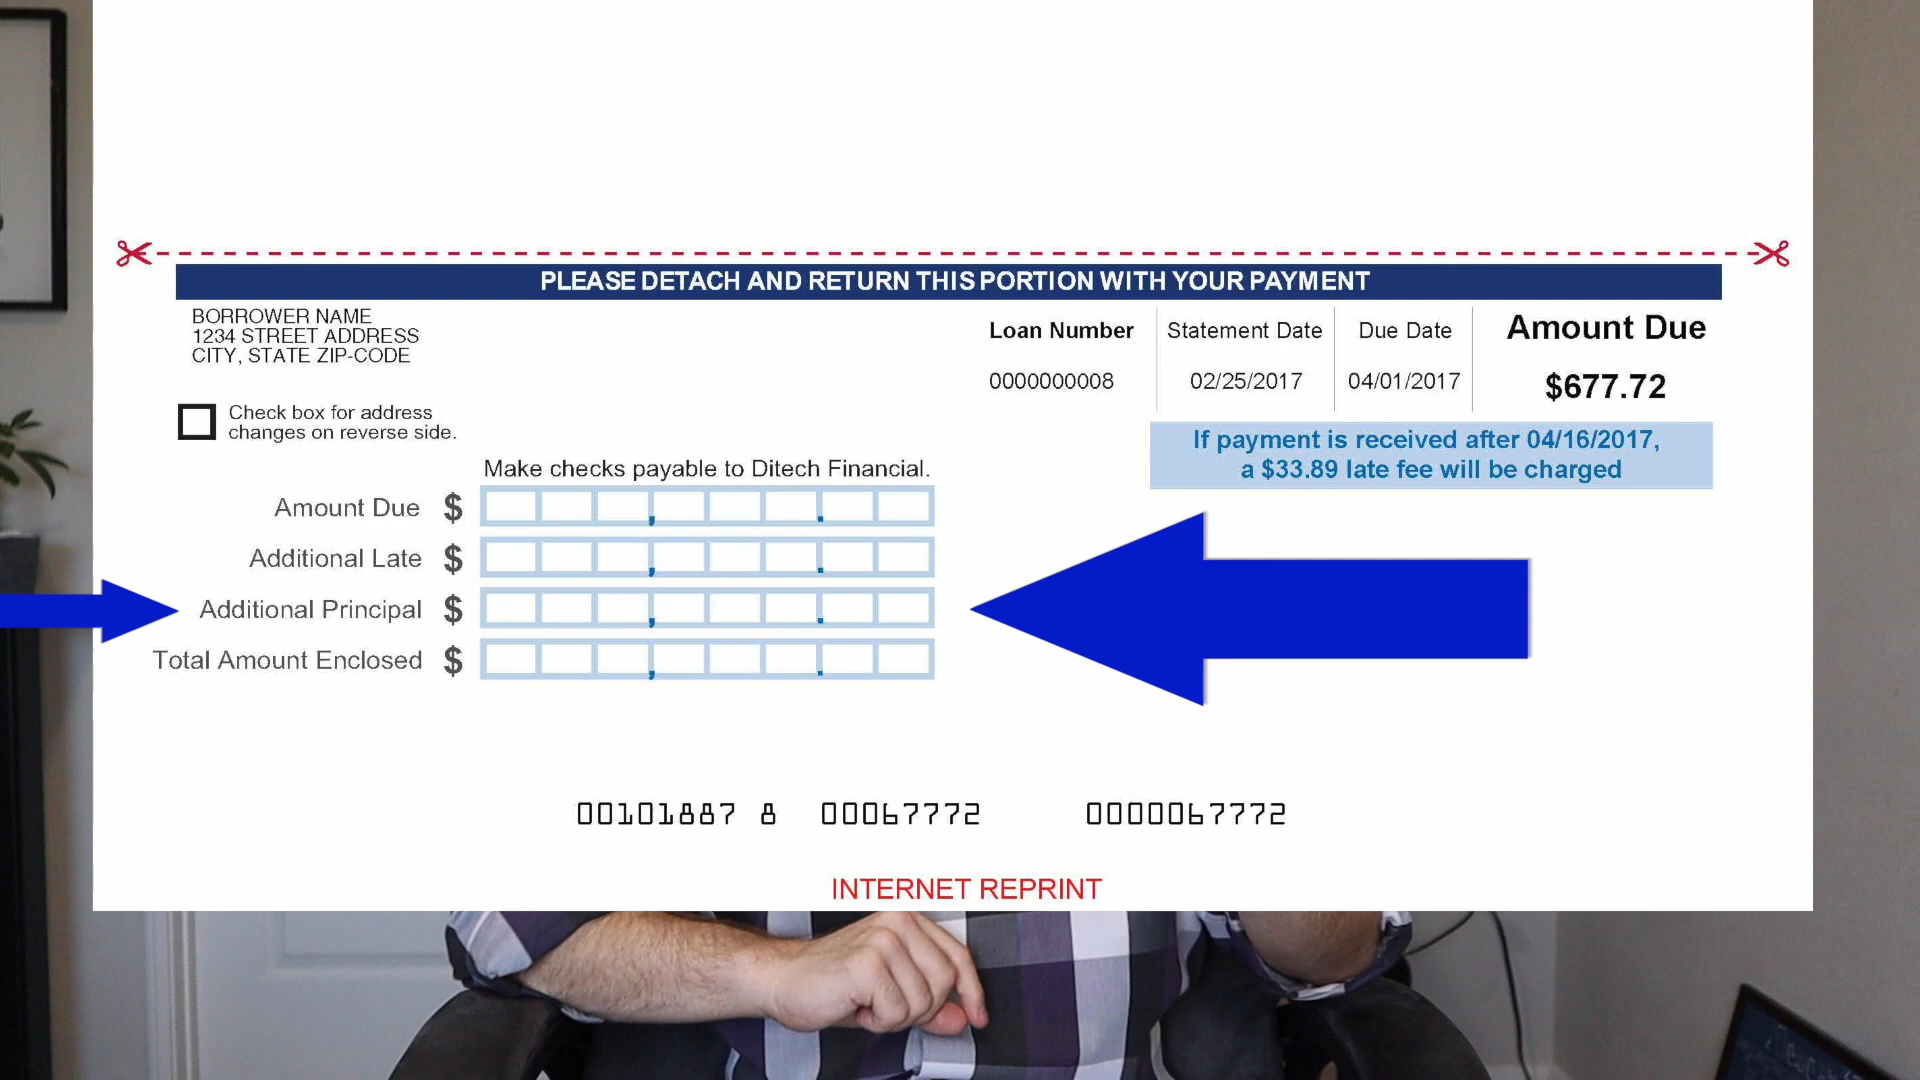 PLEASE DETACH AND RETURN THIS PORTION WITH YOUR PAYMENT
BORROWER NAME
1234 STREET ADDRESS
CITY, STATE ZIP-CODE
Check box for address
changes on reverse side.
Loan Number
0000000008
Statement Date
02/25/2017
Due Date
04/01/2017
Amount Due
$677.72
If payment is received after 04/16/2017,
a $33.89 late fee will be charged
Make checks payable to Ditech Financial.
Amount Due $ , .
Additional Late $ , .
Additional Principal $ , .
Total Amount Enclosed $ , .
00101887 8 00067772 0000067772
INTERNET REPRINT